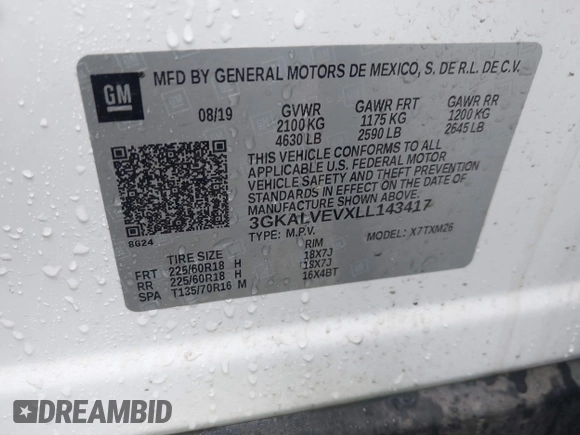 GM
MFD BY GENERAL MOTORS DE MEXICO, S. DE R.L. DE C.V.
08/19 GVWR GAWR FRT GAWR RR
2100 KG 1175 KG 1200 KG
4630 LB 2590 LB 2645 LB
THIS VEHICLE CONFORMS TO ALL
APPLICABLE U.S. FEDERAL MOTOR
VEHICLE SAFETY AND THEFT PREVENTION
STANDARDS IN EFFECT ON THE DATE OF
MANUFACTURE SHOWN ABOVE.
3GKALVEVXLL143417
TYPE: M.P.V. MODEL: X7TXM26
8G24
TIRE SIZE RIM
FRT 225/60R18 H 18X7J
RR 225/60R18 H 18X7J
SPA T135/70R16 M 16X4BT
DREAMBID